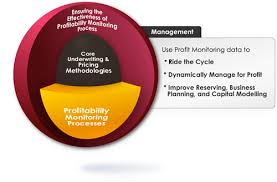 Ensuring the
Effectiveness of
Profitability Monitoring
Process
Core
Underwriting &
Pricing
Methodologies
Profitability
Monitoring
Processes
Management
Use Profit Monitoring data to
• Ride the Cycle
• Dynamically Manage for Profit
• Improve Reserving, Business
Planning, and Capital Modelling